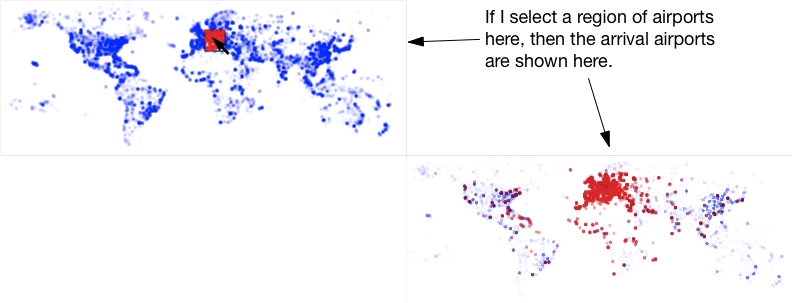 If I select a region of airports
here, then the arrival airports
are shown here.